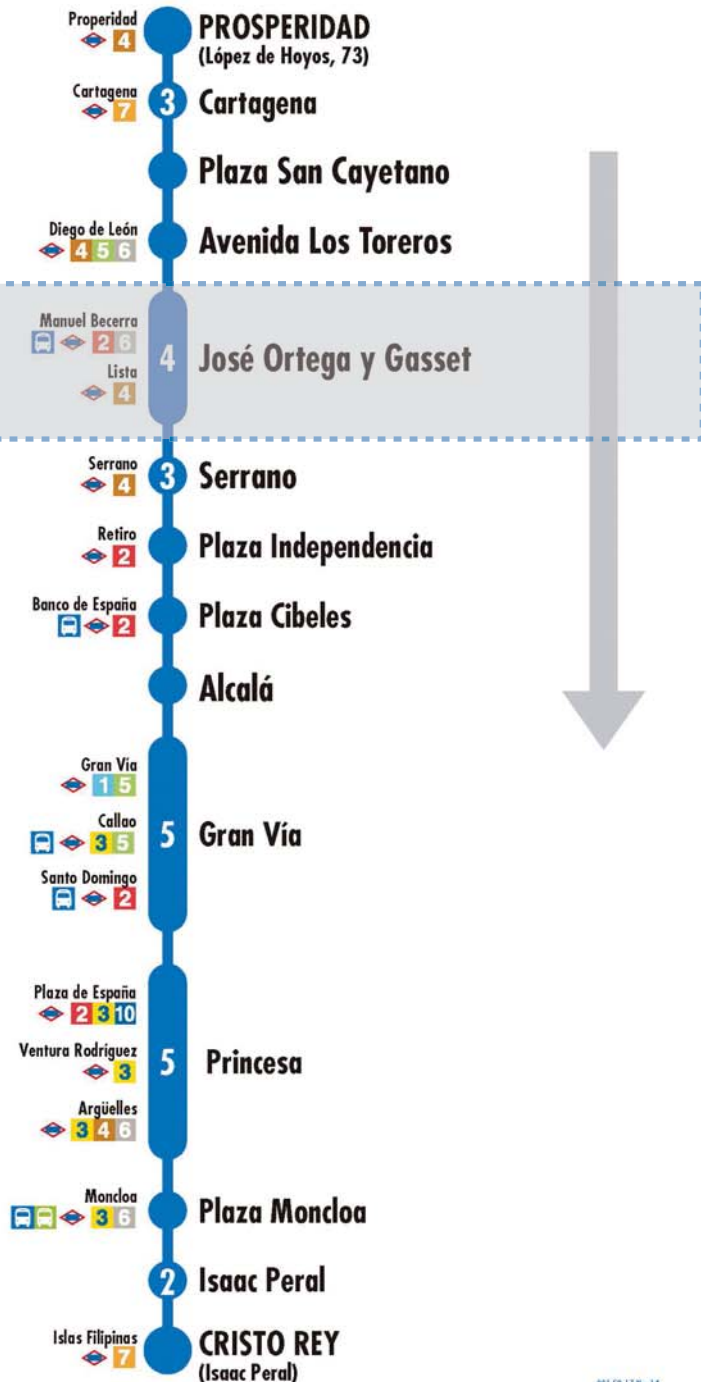 Properidad
4
PROSPERIDAD
(López de Hoyos, 73)
Cartagena
7
3
Cartagena
Plaza San Cayetano
Diego de León
4 5 6
Avenida Los Toreros
Manuel Becerra
2 6
Lista
4
4
José Ortega y Gasset
Serrano
4
3
Serrano
Retiro
2
Plaza Independencia
Banco de España
2
Plaza Cibeles
Alcalá
Gran Vía
1 5
Callao
3 5
Santo Domingo
2
5
Gran Vía
Plaza de España
2 3 10
Ventura Rodríguez
3
Argüelles
3 4 6
5
Princesa
Moncloa
3 6
Plaza Moncloa
2
Isaac Peral
Islas Filipinas
7
CRISTO REY
(Isaac Peral)